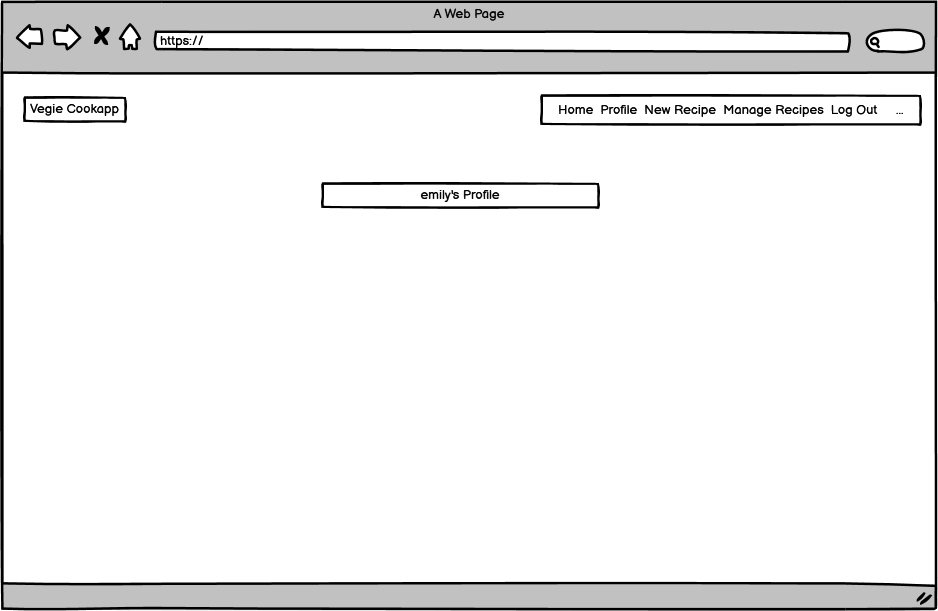 A Web Page
https://
Vegie Cookapp
Home Profile New Recipe Manage Recipes Log Out ...
emily's Profile